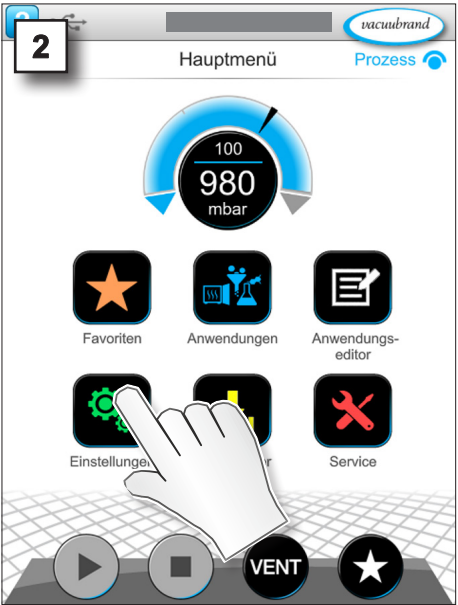 2
vacuubrand
Hauptmenü
Prozess
100
980
mbar
Favoriten
Anwendungen
Anwendungs-
editor
Einstellungen
Service
VENT